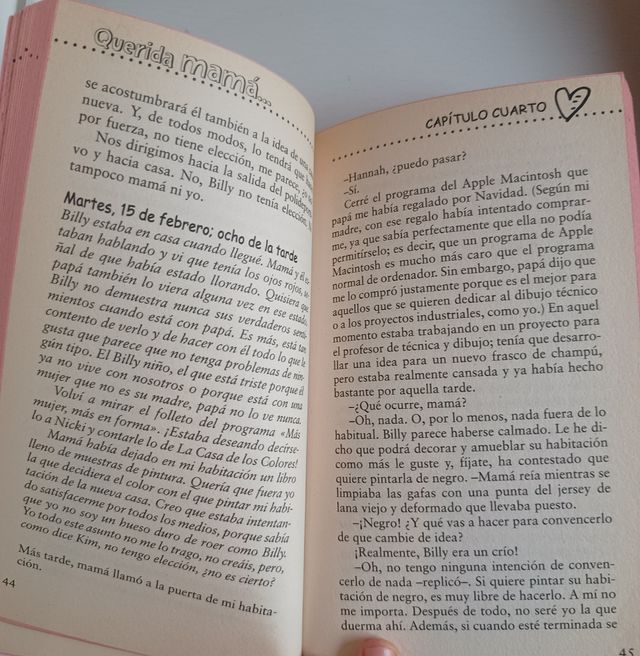 Querida mamá...
se acostumbrará él también a la idea de una
nueva. Y, de todos modos, lo tendrá que
por fuerza, no tiene elección, me parece, ¿o
Nos dirigimos hacia la salida del polidepor
vo y hacia casa. No, Billy no tenía elección,
tampoco mamá ni yo.
Martes, 15 de febrero; ocho de la tarde
Billy estaba en casa cuando llegué. Mamá y él es-
taban hablando y vi que tenía los ojos rojos, se-
ñal de que había estado llorando. Quisiera que
papá también lo viera alguna vez en ese estado.
Billy no demuestra nunca sus verdaderos senti-
mientos cuando está con papá. Es más, está tan
contento de verlo y de hacer con él todo lo que le
gusta que parece que no tenga problemas de nin-
gún tipo. El Billy niño, el que está triste porque él
ya no vive con nosotros o porque está con una
mujer que no es su madre, papá no lo ve nunca.
Volví a mirar el folleto del programa «Más
mujer, más en forma». ¡Estaba deseando decírse-
lo a Nicki y contarle lo de La Casa de los Colores!
Mamá había dejado en mi habitación un libro
lleno de muestras de pintura. Quería que fuera yo
la que decidiera el color con el que pintar mi habi-
tación de la nueva casa. Creo que estaba intentan-
do satisfacerme por todos los medios, porque sabía
que yo no soy un hueso duro de roer como Billy.
Yo todo este asunto no me lo trago, no creáis, pero,
como dice Kim, no tengo elección, ¿no es cierto?
Más tarde, mamá llamó a la puerta de mi habita-
ción.
44
CAPÍTULO CUARTO
–Hannah, ¿puedo pasar?
–Sí.
Cerré el programa del Apple Macintosh que
papá me había regalado por Navidad. (Según mi
madre, con ese regalo había intentado comprar-
me, ya que sabía perfectamente que ella no podía
permitírselo; es decir, que un programa de Apple
Macintosh es mucho más caro que el programa
normal de ordenador. Sin embargo, papá dijo que
me lo compró justamente porque es el mejor para
aquellos que se quieren dedicar al dibujo técnico
o a los proyectos industriales, como yo.) En aquel
momento estaba trabajando en un proyecto para
el profesor de técnica y dibujo; tenía que desarro-
llar una idea para un nuevo frasco de champú,
pero estaba realmente cansada y ya había hecho
bastante por aquella tarde.
–¿Qué ocurre, mamá?
–Oh, nada. O, por lo menos, nada fuera de lo
habitual. Billy parece haberse calmado. Le he di-
cho que podrá decorar y amueblar su habitación
como más le guste y, fíjate, ha contestado que
quiere pintarla de negro. –Mamá reía mientras se
limpiaba las gafas con una punta del jersey de
lana viejo y deformado que llevaba puesto.
–¡Negro! ¿Y qué vas a hacer para convencerlo
de que cambie de idea?
¡Realmente, Billy era un crío!
–Oh, no tengo ninguna intención de conven-
cerlo de nada –replicó–. Si quiere pintar su habi-
tación de negro, es muy libre de hacerlo. A mí no
me importa. Después de todo, no seré yo la que
duerma ahí. Además, si cuando esté terminada se
45